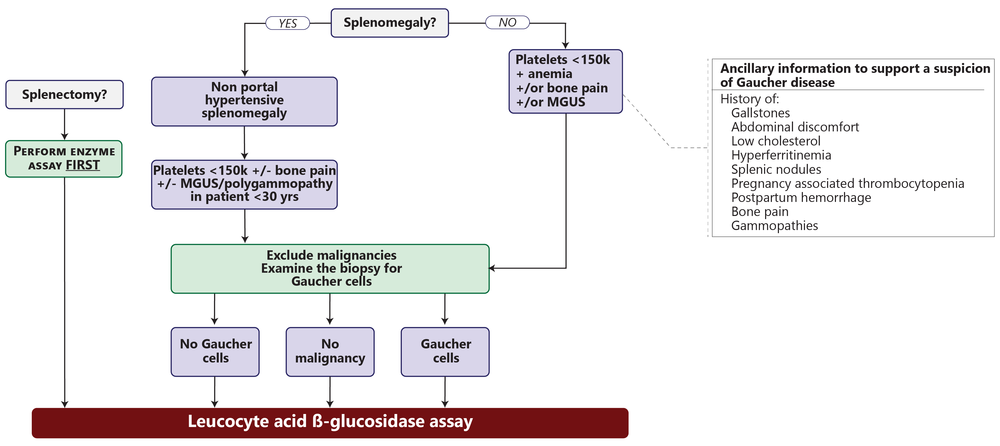 Splenomegaly?
YES
NO
Splenectomy?
PERFORM ENZYME
ASSAY FIRST
Non portal
hypertensive
splenomegaly
Platelets <150k +/- bone pain
+/- MGUS/polygammopathy
in patient <30 yrs
Platelets <150k
+ anemia
+/or bone pain
+/or MGUS
Ancillary information to support a suspicion
of Gaucher disease
History of:
Gallstones
Abdominal discomfort
Low cholesterol
Hyperferritinemia
Splenic nodules
Pregnancy associated thrombocytopenia
Postpartum hemorrhage
Bone pain
Gammopathies
Exclude malignancies
Examine the biopsy for
Gaucher cells
No Gaucher
cells
No
malignancy
Gaucher
cells
Leucocyte acid ß-glucosidase assay